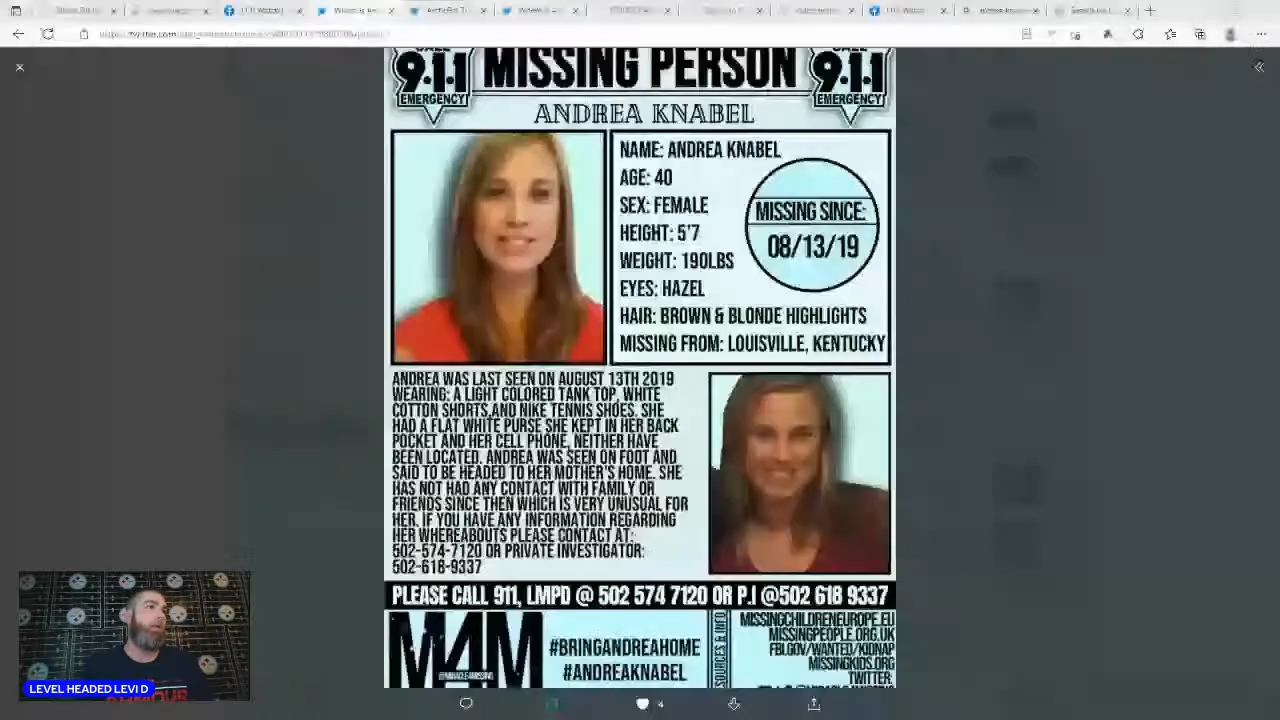 CALL
9-1-1
EMERGENCY
MISSING PERSON
CALL
9-1-1
EMERGENCY
ANDREA KNABEL
NAME: ANDREA KNABEL
AGE: 40
SEX: FEMALE
HEIGHT: 5'7
WEIGHT: 190LBS
EYES: HAZEL
HAIR: BROWN & BLONDE HIGHLIGHTS
MISSING FROM: LOUISVILLE, KENTUCKY
MISSING SINCE:
08/13/19
ANDREA WAS LAST SEEN ON AUGUST 13TH 2019
WEARING: A LIGHT COLORED TANK TOP, WHITE
COTTON SHORTS,AND NIKE TENNIS SHOES. SHE
HAD A FLAT WHITE PURSE SHE KEPT IN HER BACK
POCKET AND HER CELL PHONE, NEITHER HAVE
BEEN LOCATED. ANDREA WAS SEEN ON FOOT AND
SAID TO BE HEADED TO HER MOTHER'S HOME. SHE
HAS NOT HAD ANY CONTACT WITH FAMILY OR
FRIENDS SINCE THEN WHICH IS VERY UNUSUAL FOR
HER. IF YOU HAVE ANY INFORMATION REGARDING
HER WHEREABOUTS PLEASE CONTACT AT:
502-574-7120 OR PRIVATE INVESTIGATOR:
502-618-9337
PLEASE CALL 911, LMPD @ 502 574 7120 OR P.I @502 618 9337
M4M
#BRINGANDREAHOME
#ANDREAKNABEL
& INFO
MISSINGCHILDRENEUROPE.EU
MISSINGPEOPLE.ORG.UK
FBI.GOV/WANTED/KIDNAP
MISSINGKIDS.ORG
TWITTER:
4
LEVEL HEADED LEVI D